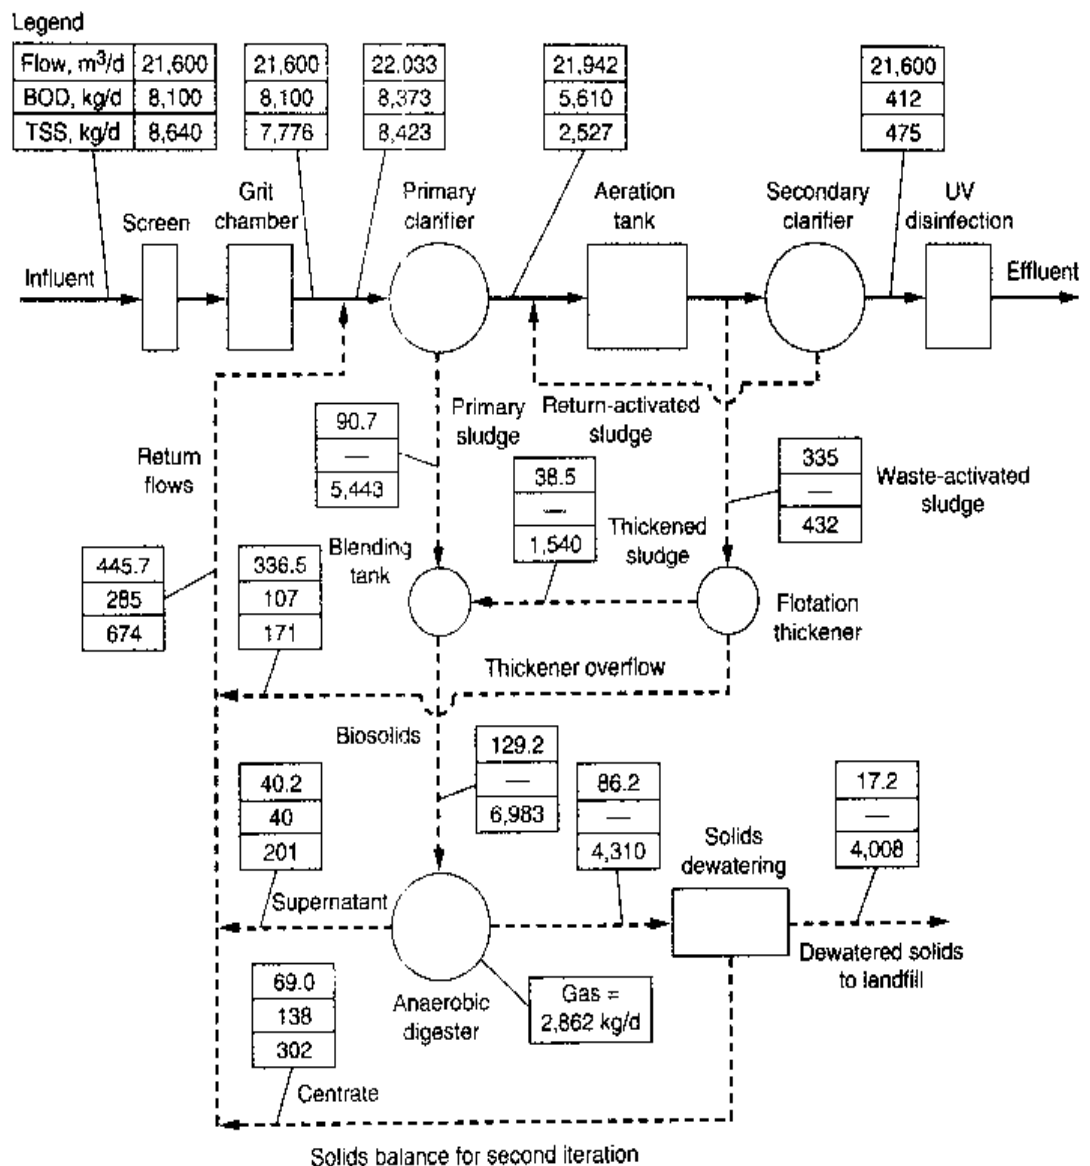 Legend
Flow, m³/d 21,600
BOD, kg/d 8,100
TSS, kg/d 8,640
21,600
8,100
7,776
22,033
8,373
8,423
21,942
5,610
2,527
21,600
412
475
Screen
Grit
chamber
Primary
clarifier
Aeration
tank
Secondary
clarifier
UV
disinfection
Influent
Effluent
Return
flows
90.7
—
5,443
Primary
sludge
Return-activated
sludge
38.5
—
1,540
Thickened
sludge
335
—
432
Waste-activated
sludge
445.7
285
674
336.5
107
171
Blending
tank
Flotation
thickener
Thickener overflow
Biosolids
129.2
—
6,983
40.2
40
201
Supernatant
86.2
—
4,310
Solids
dewatering
17.2
—
4,008
Dewatered solids
to landfill
Anaerobic
digester
Gas =
2,862 kg/d
69.0
138
302
Centrate
Solids balance for second iteration